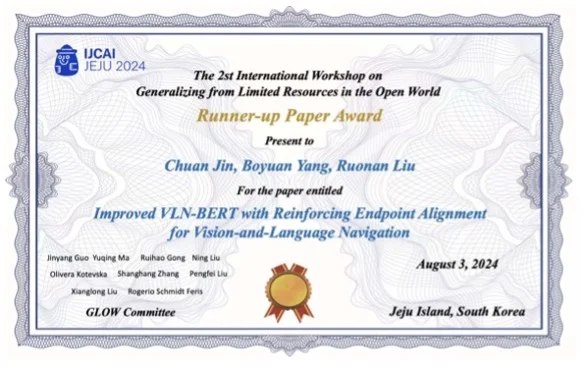 IJCAI
JEJU 2024
The 2st International Workshop on
Generalizing from Limited Resources in the Open World
Runner-up Paper Award
Present to
Chuan Jin, Boyuan Yang, Ruonan Liu
For the paper entitled
Improved VLN-BERT with Reinforcing Endpoint Alignment
for Vision-and-Language Navigation
Jinyang Guo Yuqing Ma Ruihao Gong Ning Liu
Olivera Kotevska Shanghang Zhang Pengfei Liu
Xianglong Liu Rogerio Schmidt Feris
GLOW Committee
August 3, 2024
Jeju Island, South Korea